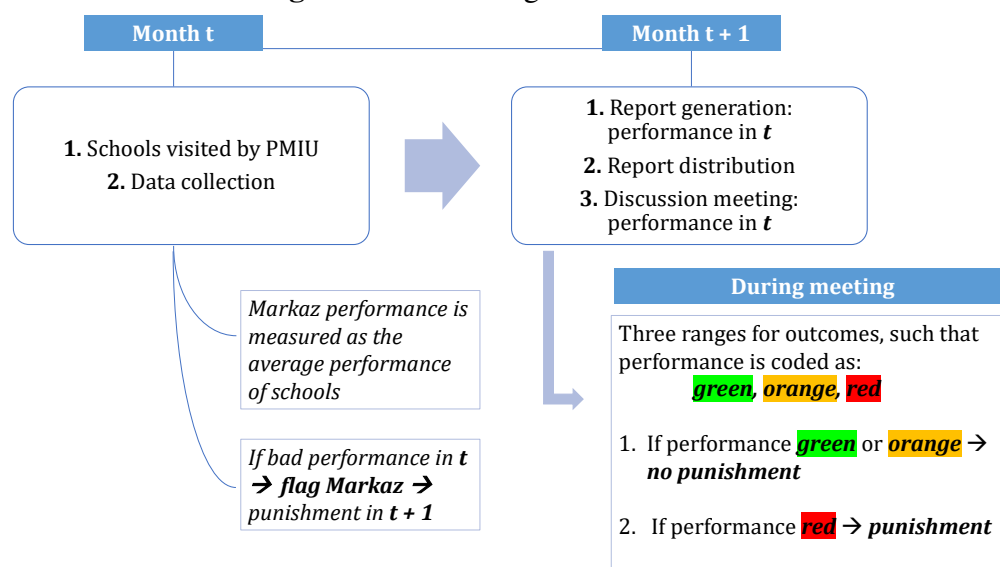 Month t
Month t + 1
1. Schools visited by PMIU
2. Data collection
1. Report generation:
performance in t
2. Report distribution
3. Discussion meeting:
performance in t
Markaz performance is
measured as the
average performance
of schools
If bad performance in t
→ flag Markaz →
punishment in t + 1
During meeting
Three ranges for outcomes, such that
performance is coded as:
green, orange, red
1. If performance green or orange →
no punishment
2. If performance red → punishment